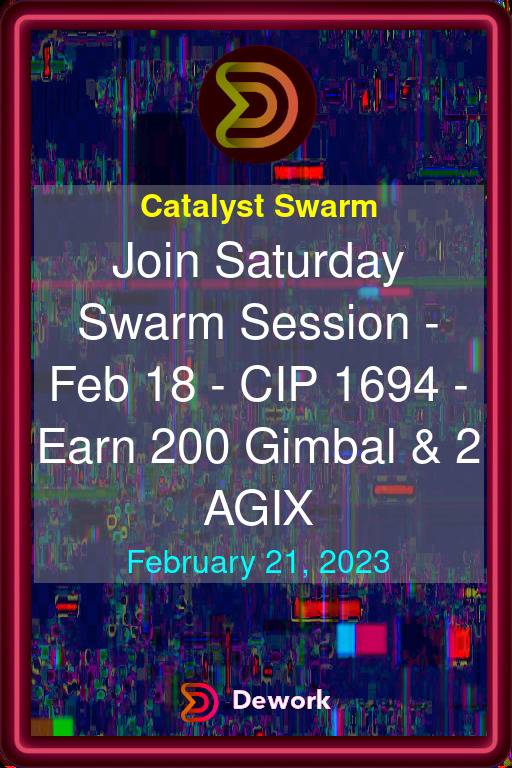 Catalyst Swarm
Join Saturday
Swarm Session -
Feb 18 - CIP 1694 -
Earn 200 Gimbal & 2
AGIX
February 21, 2023
Dework